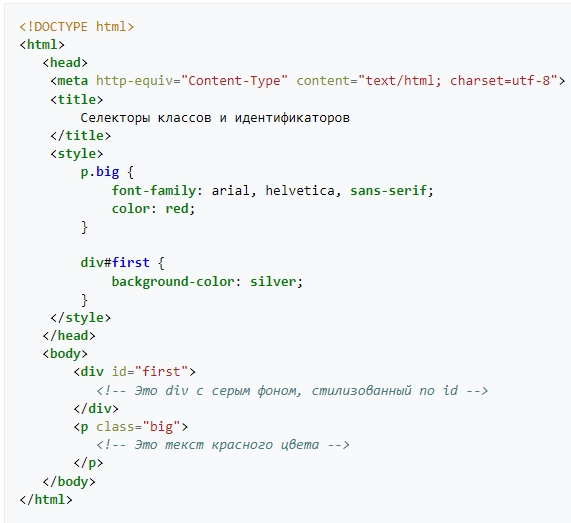 <!DOCTYPE html>
<html>
<head>
<meta http-equiv="Content-Type" content="text/html; charset=utf-8">
<title>
Селекторы классов и идентификаторов
</title>
<style>
p.big {
font-family: arial, helvetica, sans-serif;
color: red;
}
div#first {
background-color: silver;
}
</style>
</head>
<body>
<div id="first">
<!-- Это div с серым фоном, стилизованный по id -->
</div>
<p class="big">
<!-- Это текст красного цвета -->
</p>
</body>
</html>